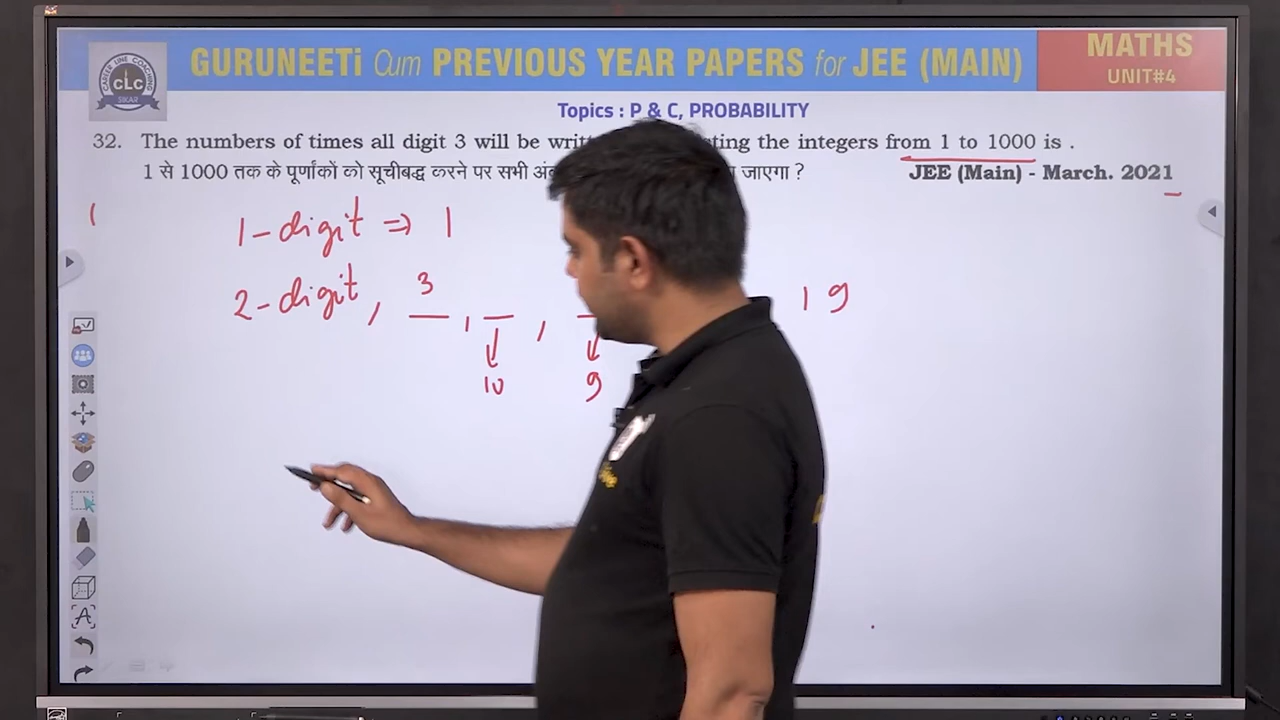 GURUNEETi Cum PREVIOUS YEAR PAPERS for JEE (MAIN)
MATHS
UNIT#4
CLC
SIKAR
Topics : P & C, PROBABILITY
32. The numbers of times all digit 3 will be writ ting the integers from 1 to 1000 is .
1 से 1000 तक के पूर्णांकों को सूचीबद्ध करने पर सभी जाएगा ?
JEE (Main) - March. 2021
1-digit ⇒ 1
2-digit, 3
, ,
19
10
9